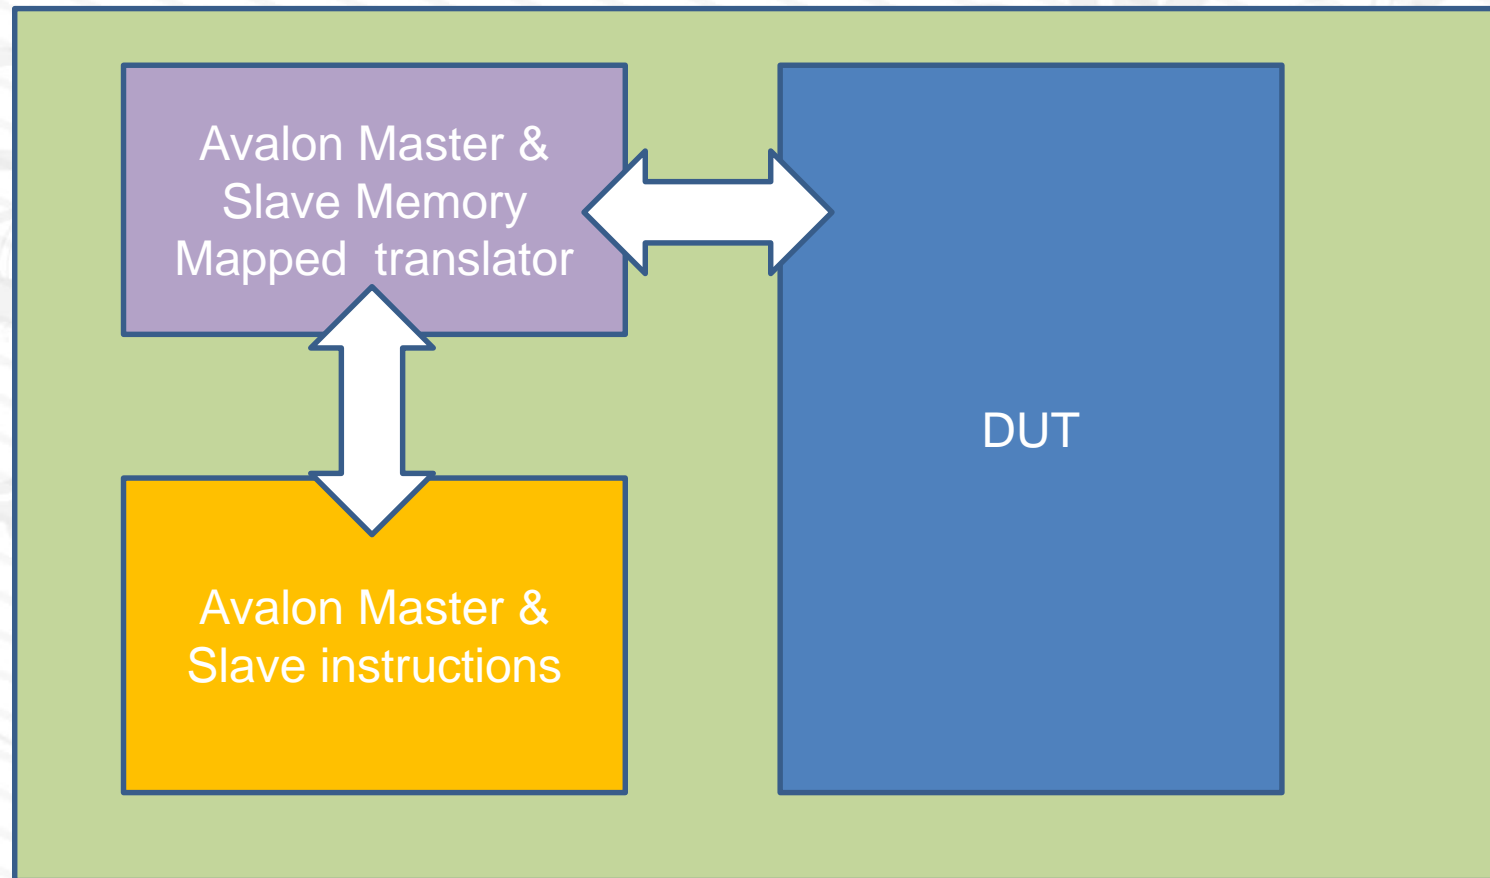 Avalon Master &
Slave Memory
Mapped  translator
DUT
Avalon Master &
Slave instructions